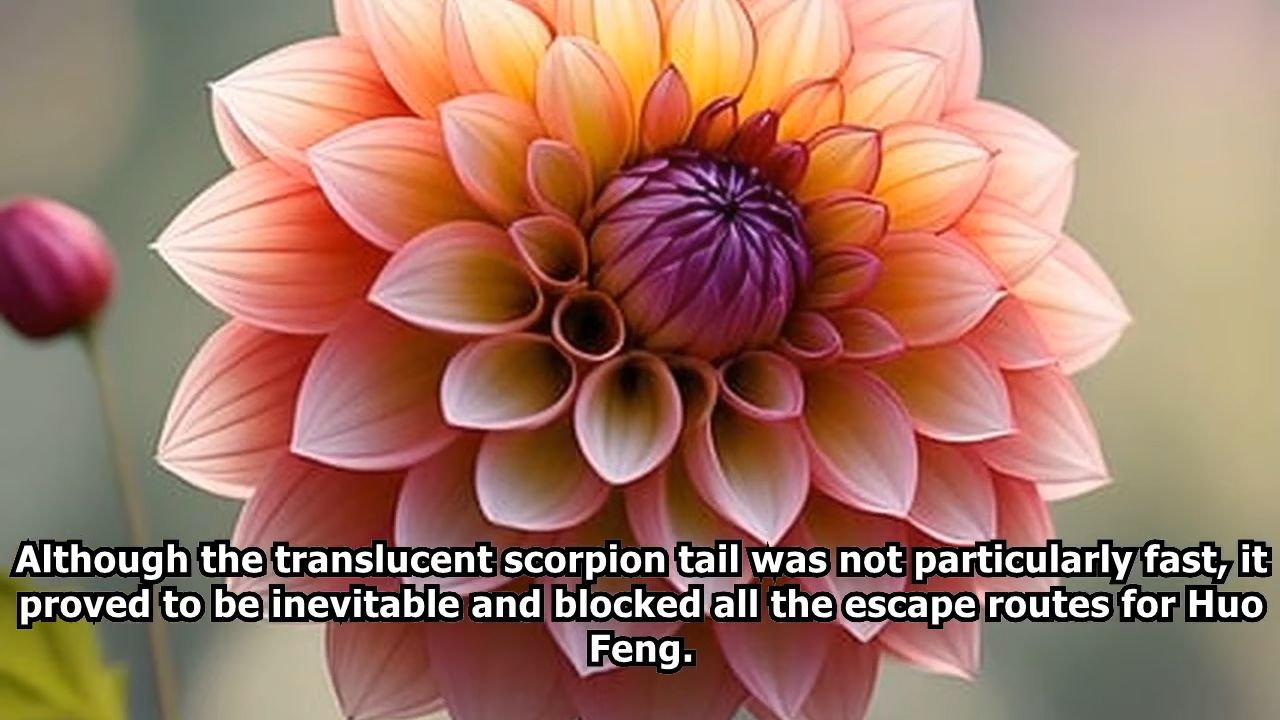 Although the translucent scorpion tail was not particularly fast, it
proved to be inevitable and blocked all the escape routes for Huo
Feng.